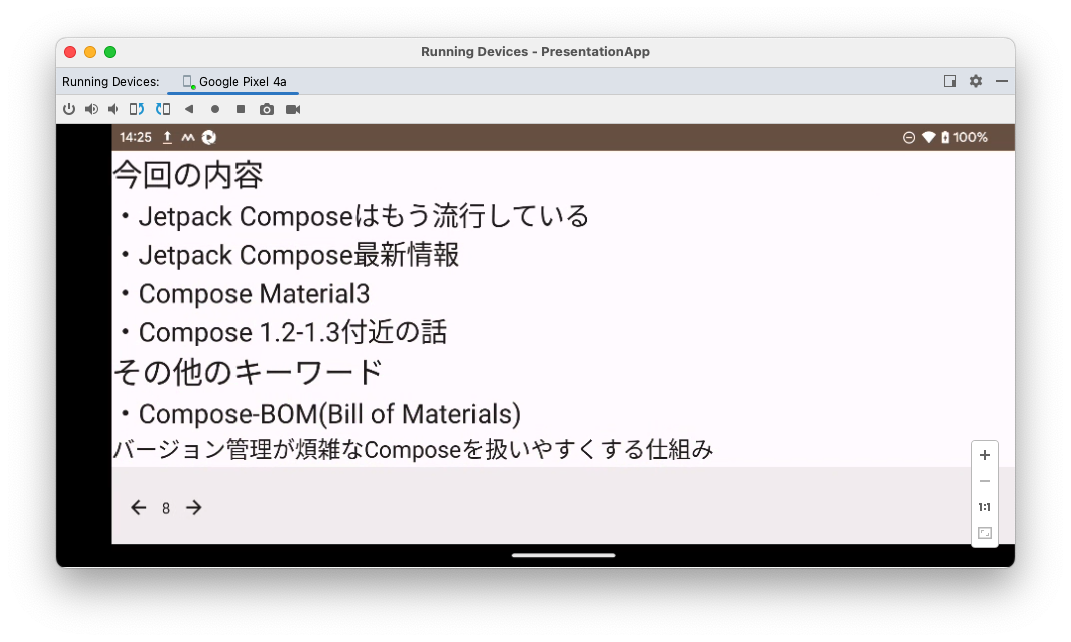 Running Devices - PresentationApp
Running Devices: Google Pixel 4a
14:25 100%
今回の内容
・Jetpack Composeはもう流行している
・Jetpack Compose最新情報
・Compose Material3
・Compose 1.2-1.3付近の話
その他のキーワード
・Compose-BOM(Bill of Materials)
バージョン管理が煩雑なComposeを扱いやすくする仕組み
8
1:1